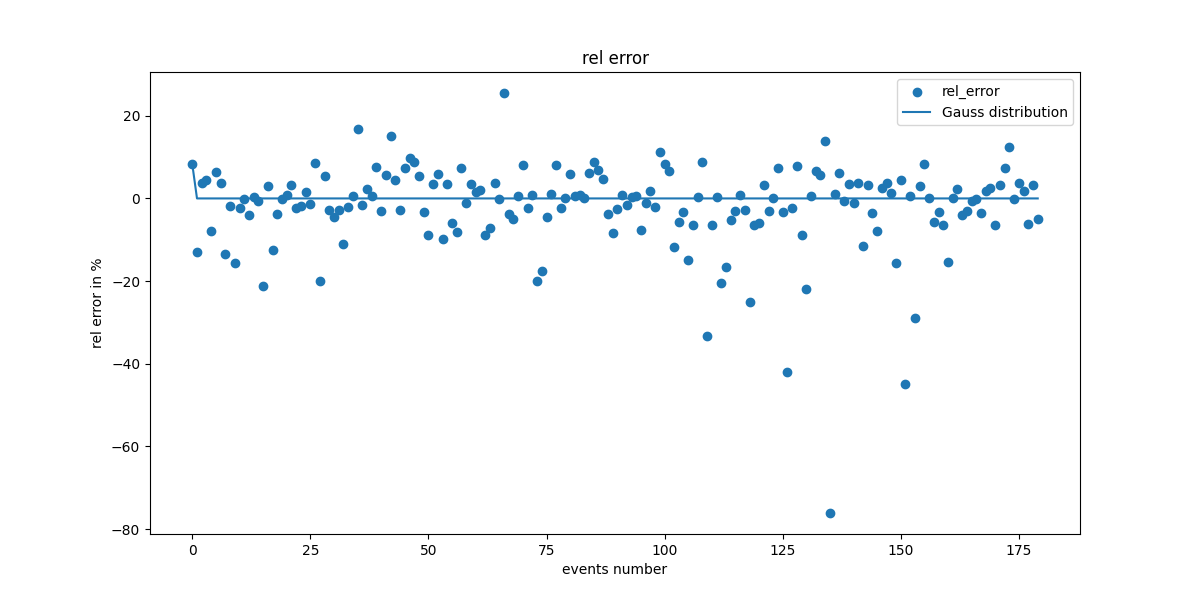 rel error
rel_error
Gauss distribution
20
0
−20
−40
−60
−80
rel error in %
0
25
50
75
100
125
150
175
events number